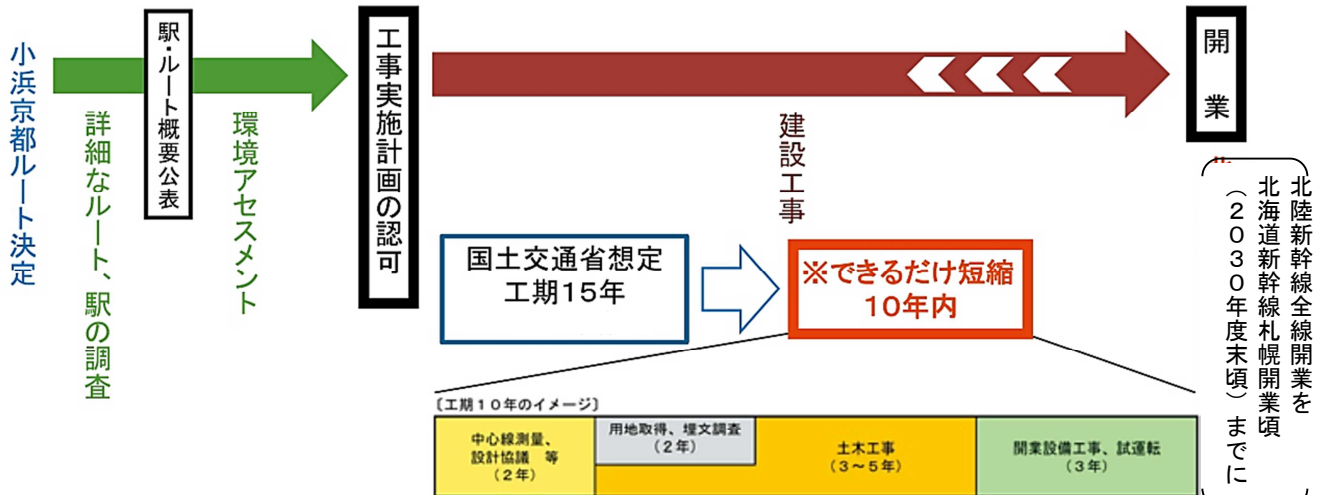 小浜京都ルート決定
詳細なルート、駅の調査
駅・ルート概要公表
環境アセスメント
工事実施計画の認可
建設工事
開業
国土交通省想定
工期15年
※できるだけ短縮
10年内
北陸新幹線全線開業を
北海道新幹線札幌開業頃
（２０３０年度末頃）までに
〔工期１０年のイメージ〕
中心線測量、
設計協議　等
（２年）
用地取得、埋文調査
（２年）
土木工事
（３～５年）
開業設備工事、試運転
（３年）